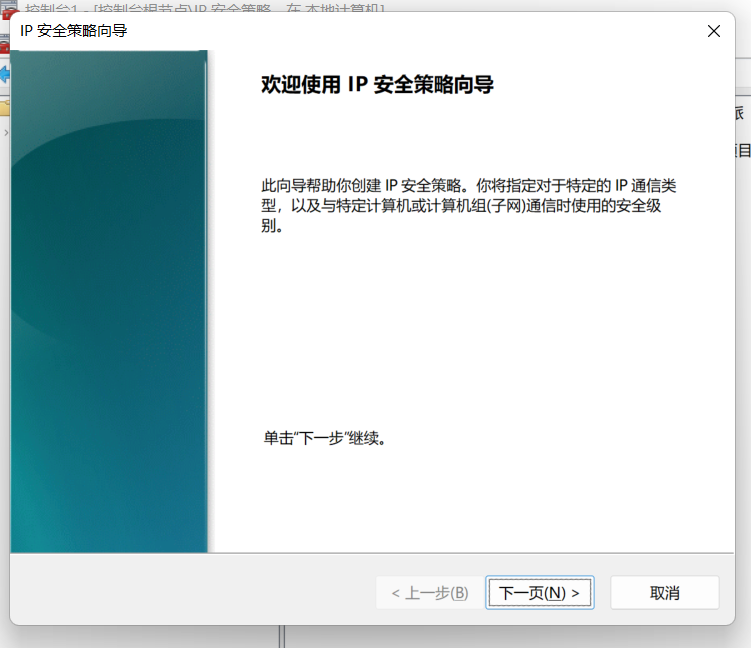 控制台1 - [控制台根节点\IP 安全策略，在 本地计算机]
IP 安全策略向导
欢迎使用 IP 安全策略向导
此向导帮助你创建 IP 安全策略。你将指定对于特定的 IP 通信类
型，以及与特定计算机或计算机组(子网)通信时使用的安全级
别。
单击“下一步”继续。
< 上一步(B)
下一页(N) >
取消